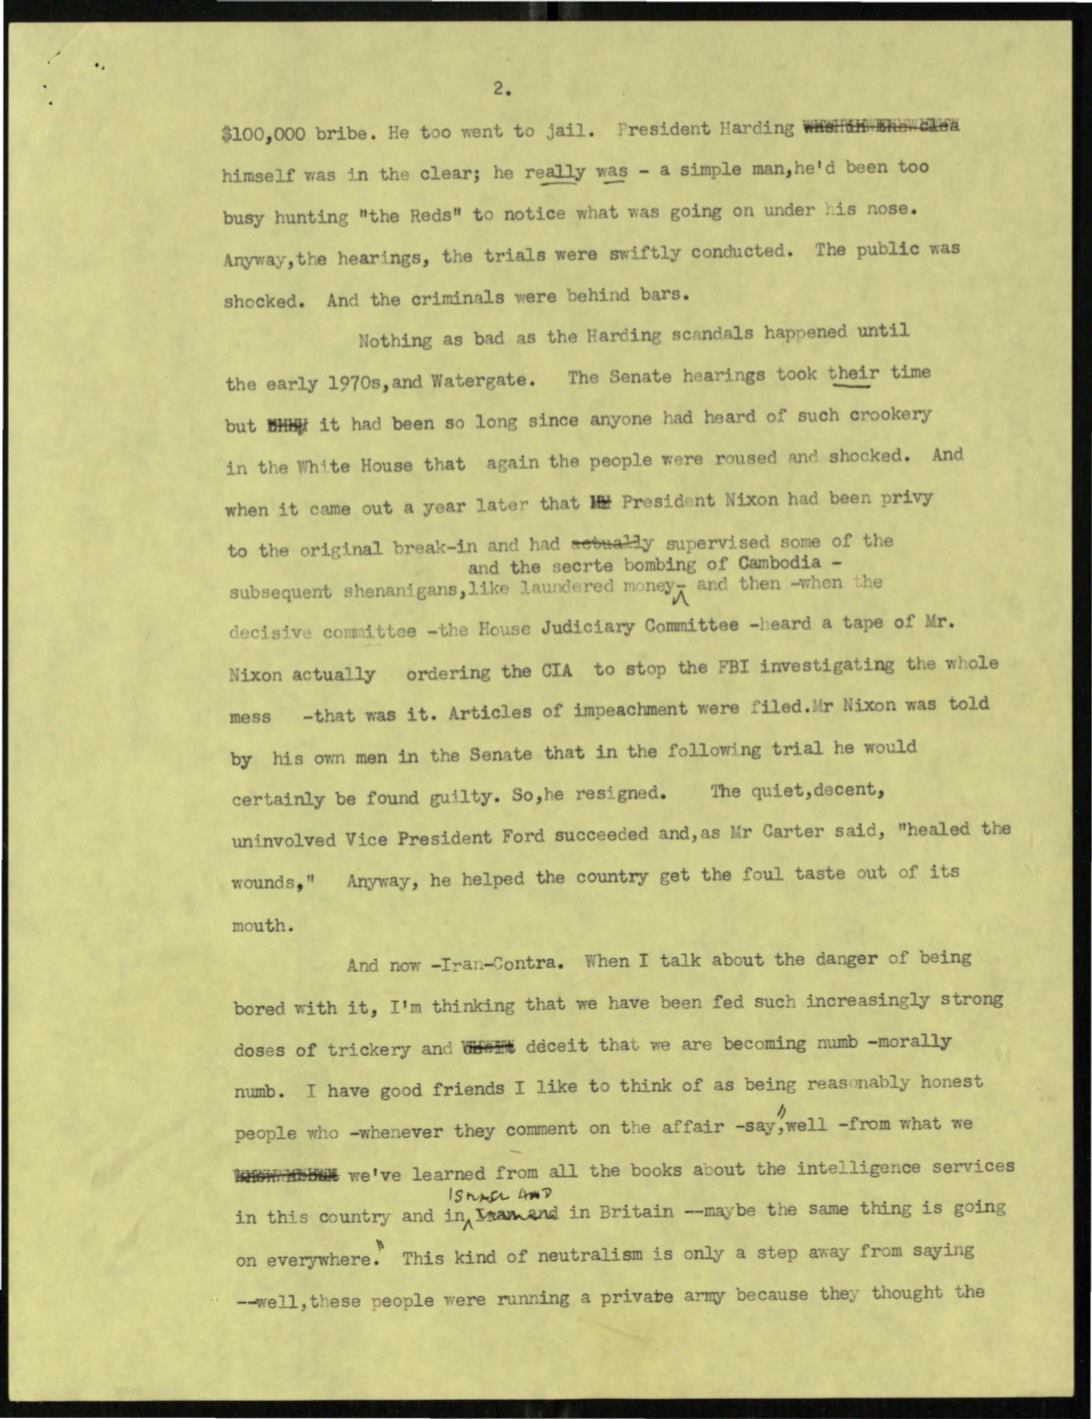 2.
$100,000 bribe. He too went to jail. President Harding
himself was in the clear; he really was - a simple man,he'd been too
busy hunting "the Reds" to notice what was going on under his nose.
Anyway,the hearings, the trials were swiftly conducted. The public was
shocked. And the criminals were behind bars.
Nothing as bad as the Harding scandals happened until
the early 1970s,and Watergate. The Senate hearings took their time
but it had been so long since anyone had heard of such crookery
in the White House that again the people were roused and shocked. And
when it came out a year later that President Nixon had been privy
to the original break-in and had actually supervised some of the
and the secrte bombing of Cambodia -
subsequent shenanigans,like laundered money- and then -when the
decisive committee -the House Judiciary Committee -heard a tape of Mr.
Nixon actually ordering the CIA to stop the FBI investigating the whole
mess -that was it. Articles of impeachment were filed.Mr Nixon was told
by his own men in the Senate that in the following trial he would
certainly be found guilty. So,he resigned. The quiet,decent,
uninvolved Vice President Ford succeeded and,as Mr Carter said, "healed the
wounds," Anyway, he helped the country get the foul taste out of its
mouth.
And now -Iran-Contra. When I talk about the danger of being
bored with it, I'm thinking that we have been fed such increasingly strong
doses of trickery and ddceit that we are becoming numb -morally
numb. I have good friends I like to think of as being reasonably honest
people who -whenever they comment on the affair -say,"well -from what we
we've learned from all the books about the intelligence services
ISRAEL AND
in this country and in Iran and in Britain --maybe the same thing is going
on everywhere." This kind of neutralism is only a step away from saying
--well,these people were running a private army because they thought the